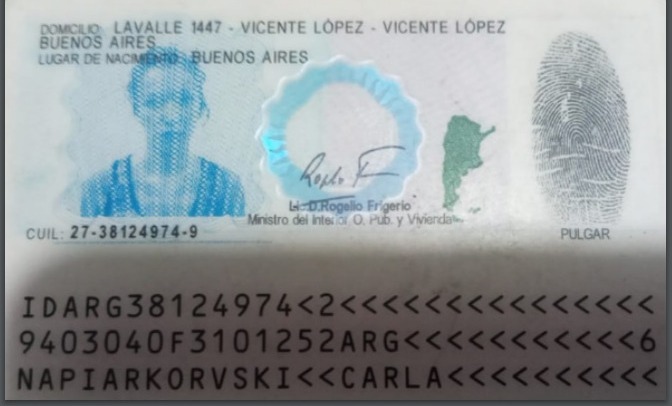 DOMICILIO: LAVALLE 1447 - VICENTE LÓPEZ - VICENTE LÓPEZ
BUENOS AIRES
LUGAR DE NACIMIENTO: BUENOS AIRES
Lic. D. Rogelio Frigerio
Ministro del Interior O. Pub. y Vivienda
CUIL: 27-38124974-9
PULGAR
IDARG38124974<2<<<<<<<<<<<<<<<
9403040F3101252ARG<<<<<<<<<<<6
NAPIARKORVSKI<<CARLA<<<<<<<<<<